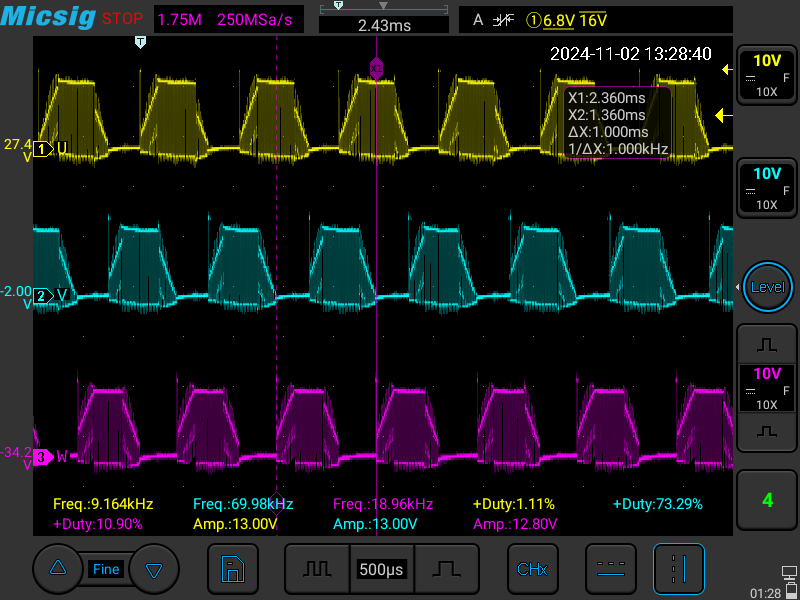 Micsig STOP 1.75M 250MSa/s T 2.43ms A 1 6.8V 16V
T
2024-11-02 13:28:40
X1
10V
F
10X
X1:2.360ms
X2:1.360ms
ΔX:1.000ms
1/ΔX:1.000kHz
27.4
V
1 U
10V
F
10X
-2.00
V
2 V
Level
10V
F
10X
-34.2
V
3 W
Freq.:9.164kHz Freq.:69.98kHz Freq.:18.96kHz +Duty:1.11% +Duty:73.29%
+Duty:10.90% Amp.:13.00V Amp.:13.00V Amp.:12.80V
4
Fine 500µs CHx
01:28